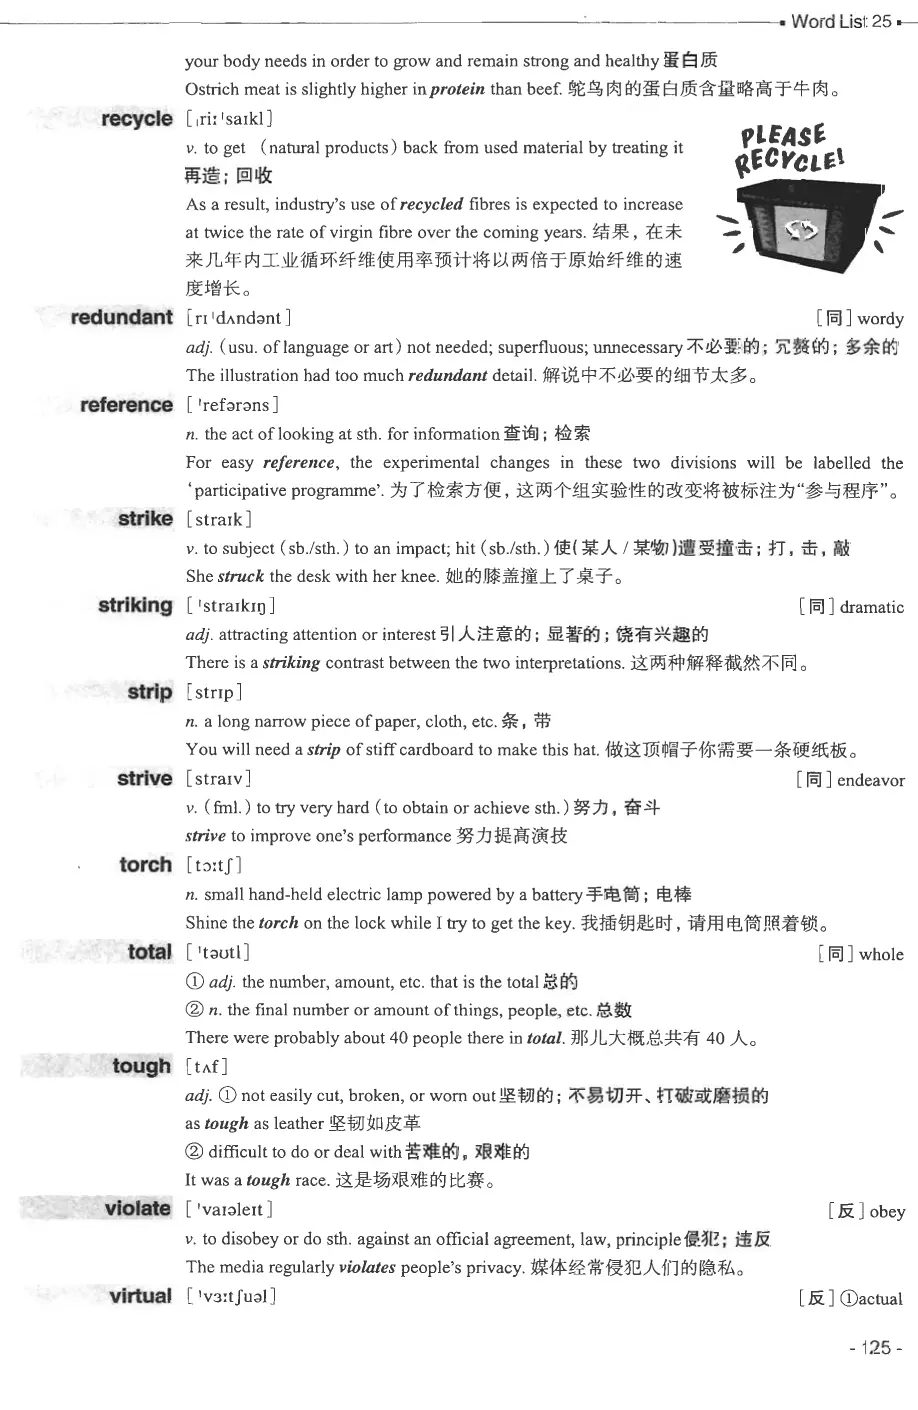 Word List 25
your body needs in order to grow and remain strong and healthy 蛋白质
Ostrich meat is slightly higher in protein than beef. 鸵鸟肉的蛋白质含量略高于牛肉。
recycle [ˌriːˈsaɪkl]
v. to get (natural products) back from used material by treating it
再造；回收
PLEASE
RECYCLE!
As a result, industry's use of recycled fibres is expected to increase
at twice the rate of virgin fibre over the coming years. 结果，在未
来几年内工业循环纤维使用率预计将以两倍于原始纤维的速
度增长。
redundant [rɪˈdʌndənt] [同] wordy
adj. (usu. of language or art) not needed; superfluous; unnecessary 不必要的；冗赘的；多余的
The illustration had too much redundant detail. 解说中不必要的细节太多。
reference [ˈrefərəns]
n. the act of looking at sth. for information 查询；检索
For easy reference, the experimental changes in these two divisions will be labelled the
‘participative programme’. 为了检索方便，这两个组实验性的改变将被标注为“参与程序”。
strike [straɪk]
v. to subject (sb./sth.) to an impact; hit (sb./sth.) 使(某人/某物)遭受撞击；打，击，敲
She struck the desk with her knee. 她的膝盖撞上了桌子。
striking [ˈstraɪkɪŋ] [同] dramatic
adj. attracting attention or interest 引人注意的；显著的；饶有兴趣的
There is a striking contrast between the two interpretations. 这两种解释截然不同。
strip [strɪp]
n. a long narrow piece of paper, cloth, etc. 条，带
You will need a strip of stiff cardboard to make this hat. 做这顶帽子你需要一条硬纸板。
strive [straɪv] [同] endeavor
v. (fml.) to try very hard (to obtain or achieve sth.) 努力，奋斗
strive to improve one's performance 努力提高演技
torch [tɔːtʃ]
n. small hand-held electric lamp powered by a battery 手电筒；电棒
Shine the torch on the lock while I try to get the key. 我插钥匙时，请用电筒照着锁。
total [ˈtəʊtl] [同] whole
① adj. the number, amount, etc. that is the total 总的
② n. the final number or amount of things, people, etc. 总数
There were probably about 40 people there in total. 那儿大概总共有 40 人。
tough [tʌf]
adj. ① not easily cut, broken, or worn out 坚韧的；不易切开、打破或磨损的
as tough as leather 坚韧如皮革
② difficult to do or deal with 苦难的，艰难的
It was a tough race. 这是场艰难的比赛。
violate [ˈvaɪəleɪt] [反] obey
v. to disobey or do sth. against an official agreement, law, principle 侵犯；违反
The media regularly violates people's privacy. 媒体经常侵犯人们的隐私。
virtual [ˈvɜːtʃuəl] [反] ①actual
- 125 -